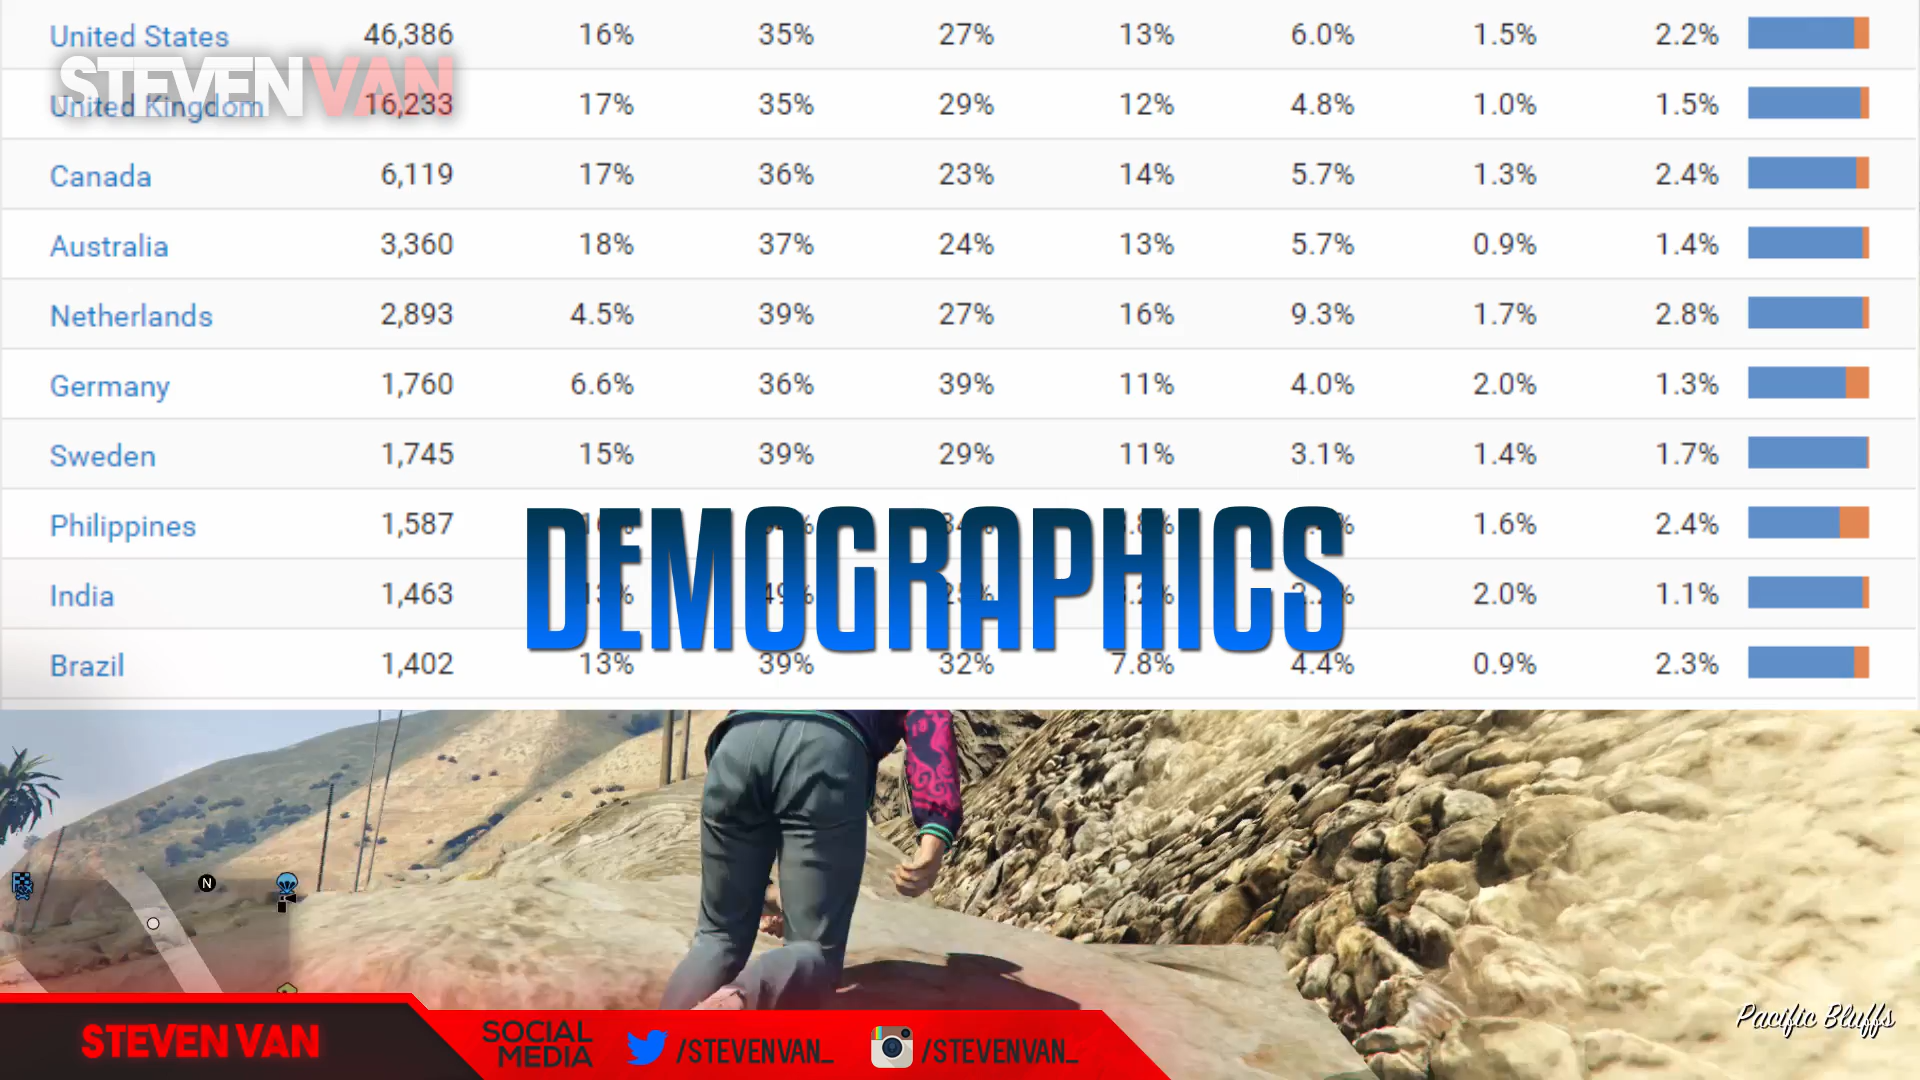 United States 46,386 16% 35% 27% 13% 6.0% 1.5% 2.2%
STEVEN VAN
United Kingdom 16,233 17% 35% 29% 12% 4.8% 1.0% 1.5%
Canada 6,119 17% 36% 23% 14% 5.7% 1.3% 2.4%
Australia 3,360 18% 37% 24% 13% 5.7% 0.9% 1.4%
Netherlands 2,893 4.5% 39% 27% 16% 9.3% 1.7% 2.8%
Germany 1,760 6.6% 36% 39% 11% 4.0% 2.0% 1.3%
Sweden 1,745 15% 39% 29% 11% 3.1% 1.4% 1.7%
Philippines 1,587 1.6% 2.4%
DEMOGRAPHICS
India 1,463 2.0% 1.1%
Brazil 1,402 13% 39% 32% 7.8% 4.4% 0.9% 2.3%
N
Pacific Bluffs
STEVEN VAN
SOCIAL MEDIA
/STEVENVAN_
/STEVENVAN_